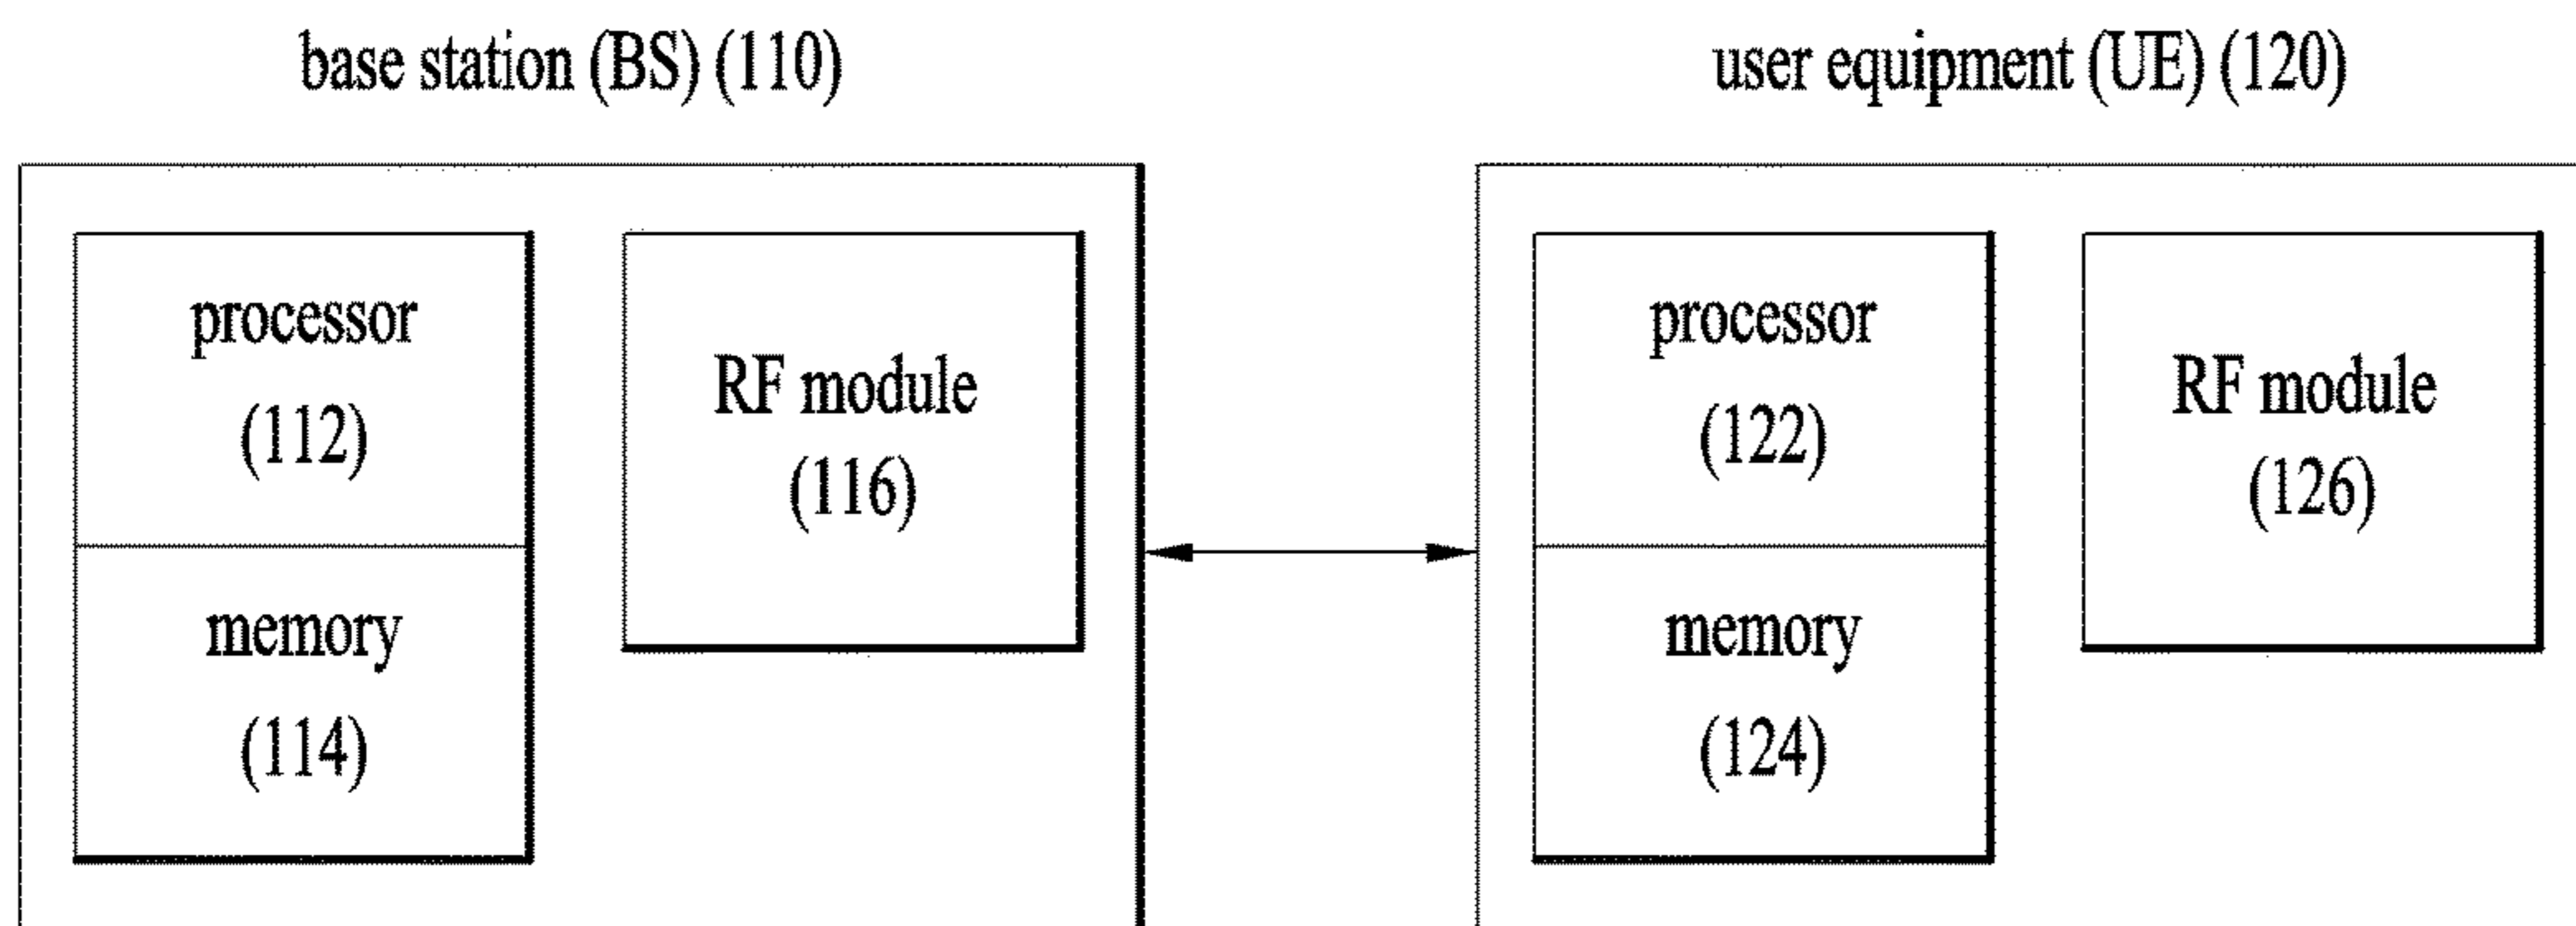 base station (BS) (110)
user equipment (UE) (120)
processor
(112)
RF module
(116)
memory
(114)
processor
(122)
RF module
(126)
memory
(124)